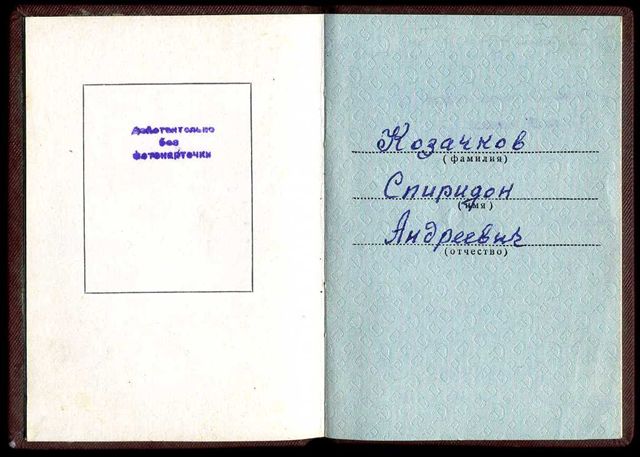 Действительно
без
фотокарточки
Козачков
(фамилия)
Спиридон
(имя)
Андреевич
(отчество)